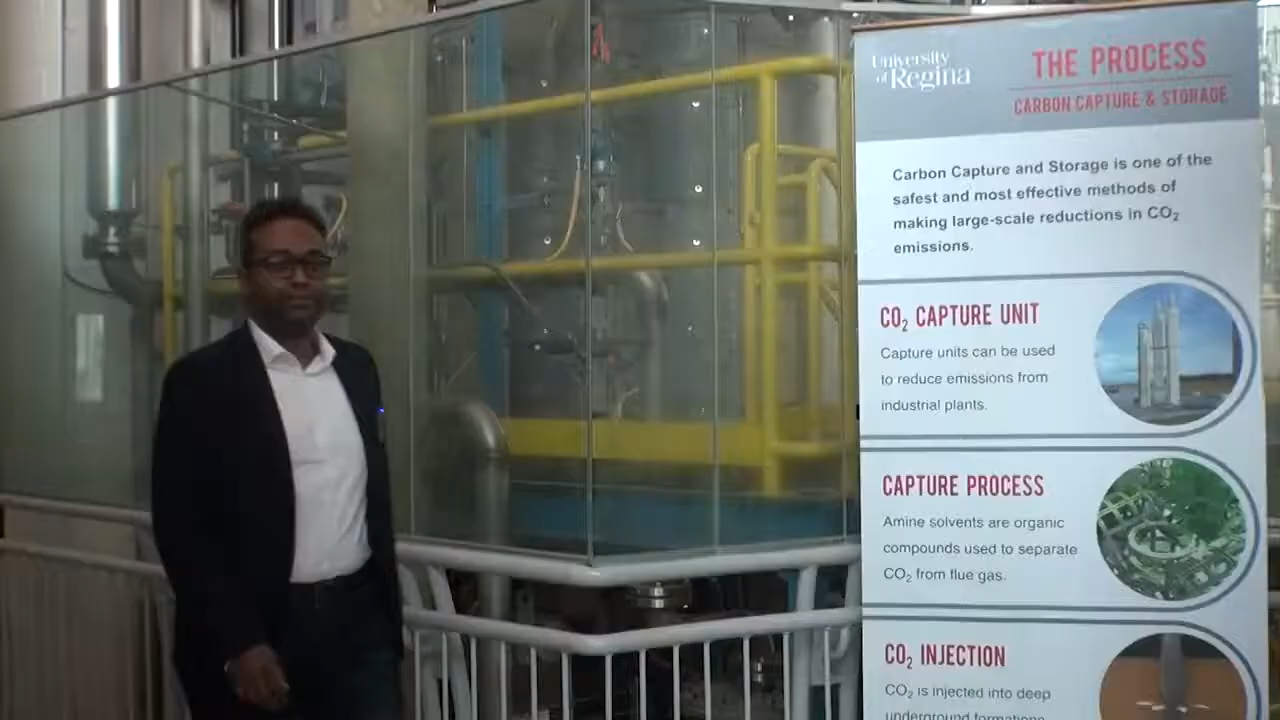 University
of Regina
THE PROCESS
CARBON CAPTURE & STORAGE
Carbon Capture and Storage is one of the
safest and most effective methods of
making large-scale reductions in CO₂
emissions.
CO₂ CAPTURE UNIT
Capture units can be used
to reduce emissions from
industrial plants.
CAPTURE PROCESS
Amine solvents are organic
compounds used to separate
CO₂ from flue gas.
CO₂ INJECTION
CO₂ is injected into deep
underground formations